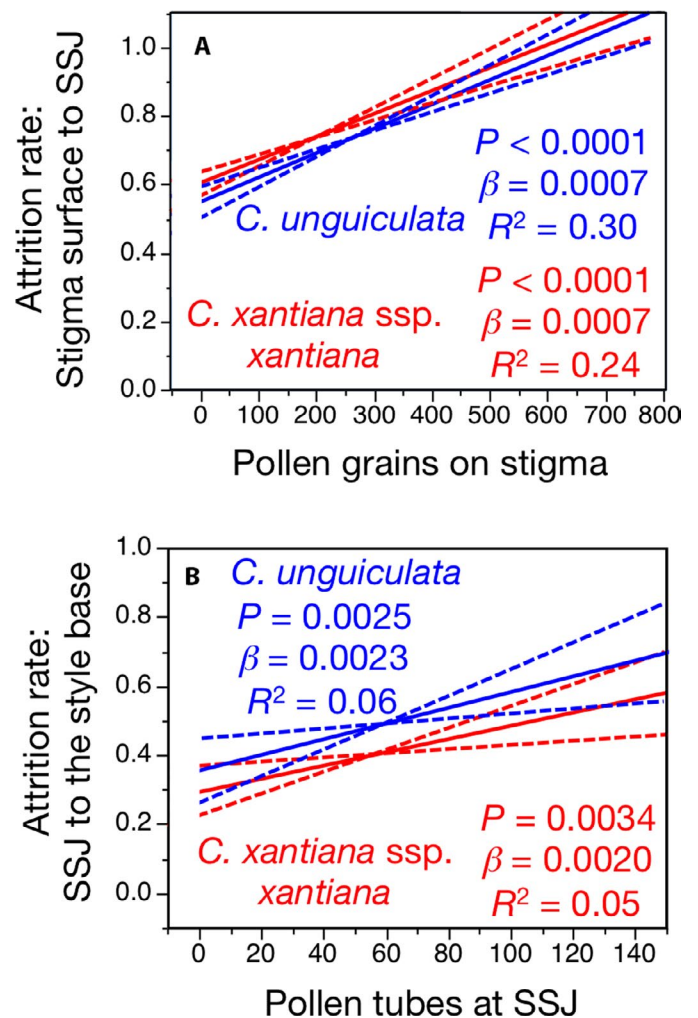 Attrition rate:
Stigma surface to SSJ
A
1.0
0.8
0.6
0.4
0.2
0.0
P < 0.0001
β = 0.0007
R² = 0.30
C. unguiculata
C. xantiana ssp.
xantiana
P < 0.0001
β = 0.0007
R² = 0.24
0 100 200 300 400 500 600 700 800
Pollen grains on stigma
Attrition rate:
SSJ to the style base
B
1.0
0.8
0.6
0.4
0.2
0.0
C. unguiculata
P = 0.0025
β = 0.0023
R² = 0.06
C. xantiana ssp.
xantiana
P = 0.0034
β = 0.0020
R² = 0.05
0 20 40 60 80 100 120 140
Pollen tubes at SSJ